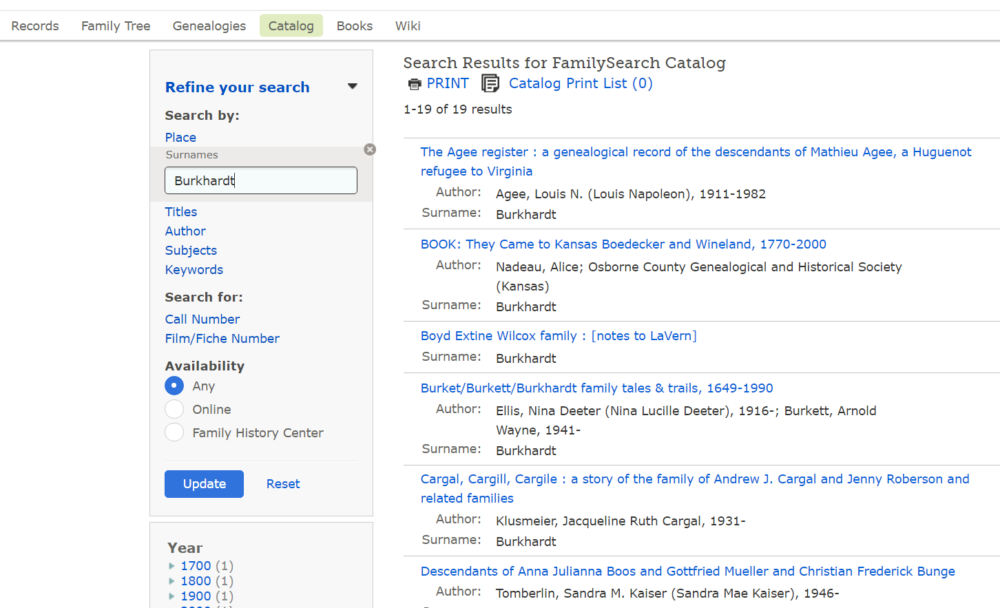 Records Family Tree Genealogies Catalog Books Wiki
Refine your search
Search by:
Place
Surnames
Burkhardt
Titles
Author
Subjects
Keywords
Search for:
Call Number
Film/Fiche Number
Availability
Any
Online
Family History Center
Update Reset
Year
1700 (1)
1800 (1)
1900 (1)
Search Results for FamilySearch Catalog
PRINT Catalog Print List (0)
1-19 of 19 results
The Agee register : a genealogical record of the descendants of Mathieu Agee, a Huguenot
refugee to Virginia
Author: Agee, Louis N. (Louis Napoleon), 1911-1982
Surname: Burkhardt
BOOK: They Came to Kansas Boedecker and Wineland, 1770-2000
Author: Nadeau, Alice; Osborne County Genealogical and Historical Society
(Kansas)
Surname: Burkhardt
Boyd Extine Wilcox family : [notes to LaVern]
Surname: Burkhardt
Burket/Burkett/Burkhardt family tales & trails, 1649-1990
Author: Ellis, Nina Deeter (Nina Lucille Deeter), 1916-; Burkett, Arnold
Wayne, 1941-
Surname: Burkhardt
Cargal, Cargill, Cargile : a story of the family of Andrew J. Cargal and Jenny Roberson and
related families
Author: Klusmeier, Jacqueline Ruth Cargal, 1931-
Surname: Burkhardt
Descendants of Anna Julianna Boos and Gottfried Mueller and Christian Frederick Bunge
Author: Tomberlin, Sandra M. Kaiser (Sandra Mae Kaiser), 1946-